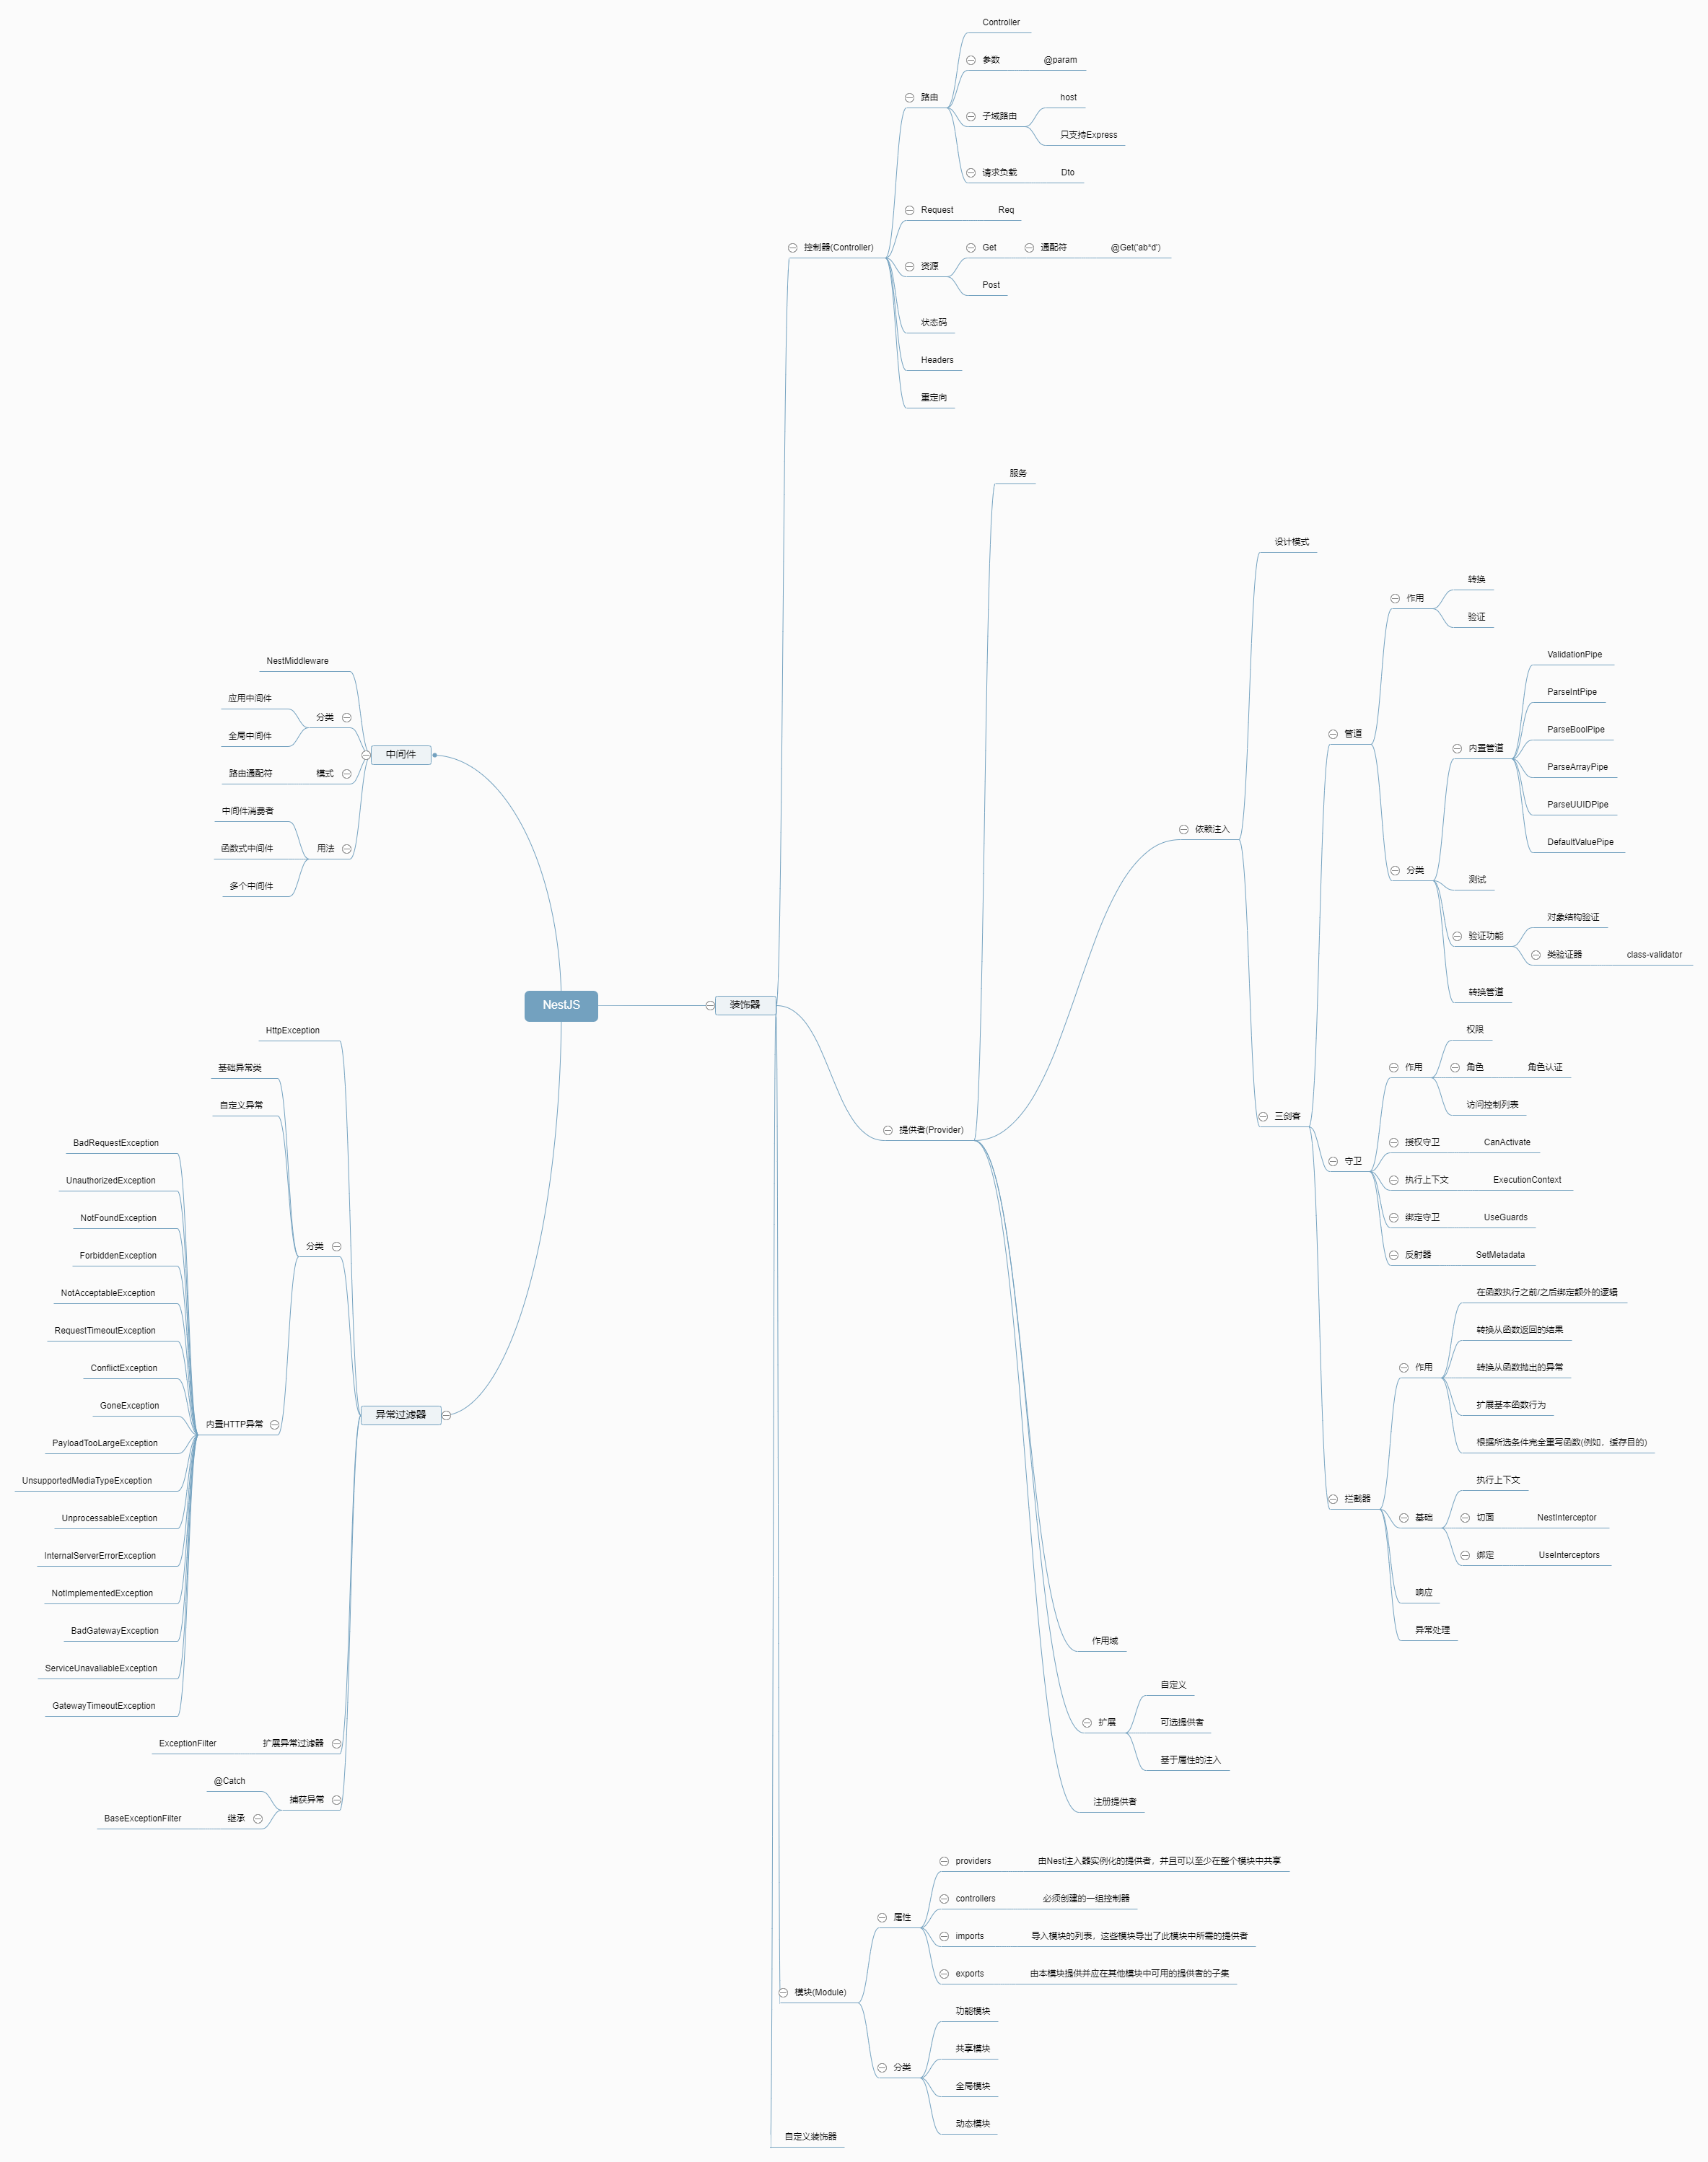 NestJS
装饰器
控制器(Controller)
路由
Controller
参数
@param
子域路由
host
只支持Express
请求负载
Dto
Request
Req
资源
Get
通配符
@Get('ab*d')
Post
状态码
Headers
重定向
提供者(Provider)
服务
依赖注入
设计模式
三剑客
管道
作用
转换
验证
分类
内置管道
ValidationPipe
ParseIntPipe
ParseBoolPipe
ParseArrayPipe
ParseUUIDPipe
DefaultValuePipe
测试
验证功能
对象结构验证
类验证器
class-validator
转换管道
守卫
作用
权限
角色
角色认证
访问控制列表
授权守卫
CanActivate
执行上下文
ExecutionContext
绑定守卫
UseGuards
反射器
SetMetadata
拦截器
作用
在函数执行之前/之后绑定额外的逻辑
转换从函数返回的结果
转换从函数抛出的异常
扩展基本函数行为
根据所选条件完全重写函数(例如，缓存目的)
基础
执行上下文
切面
NestInterceptor
绑定
UseInterceptors
响应
异常处理
作用域
扩展
自定义
可选提供者
基于属性的注入
注册提供者
模块(Module)
属性
providers
由Nest注入器实例化的提供者，并且可以至少在整个模块中共享
controllers
必须创建的一组控制器
imports
导入模块的列表，这些模块导出了此模块中所需的提供者
exports
由本模块提供并应在其他模块中可用的提供者的子集
分类
功能模块
共享模块
全局模块
动态模块
自定义装饰器
中间件
NestMiddleware
分类
应用中间件
全局中间件
模式
路由通配符
用法
中间件消费者
函数式中间件
多个中间件
异常过滤器
HttpException
分类
基础异常类
自定义异常
内置HTTP异常
BadRequestException
UnauthorizedException
NotFoundException
ForbiddenException
NotAcceptableException
RequestTimeoutException
ConflictException
GoneException
PayloadTooLargeException
UnsupportedMediaTypeException
UnprocessableException
InternalServerErrorException
NotImplementedException
BadGatewayException
ServiceUnavaliableException
GatewayTimeoutException
扩展异常过滤器
ExceptionFilter
捕获异常
@Catch
继承
BaseExceptionFilter